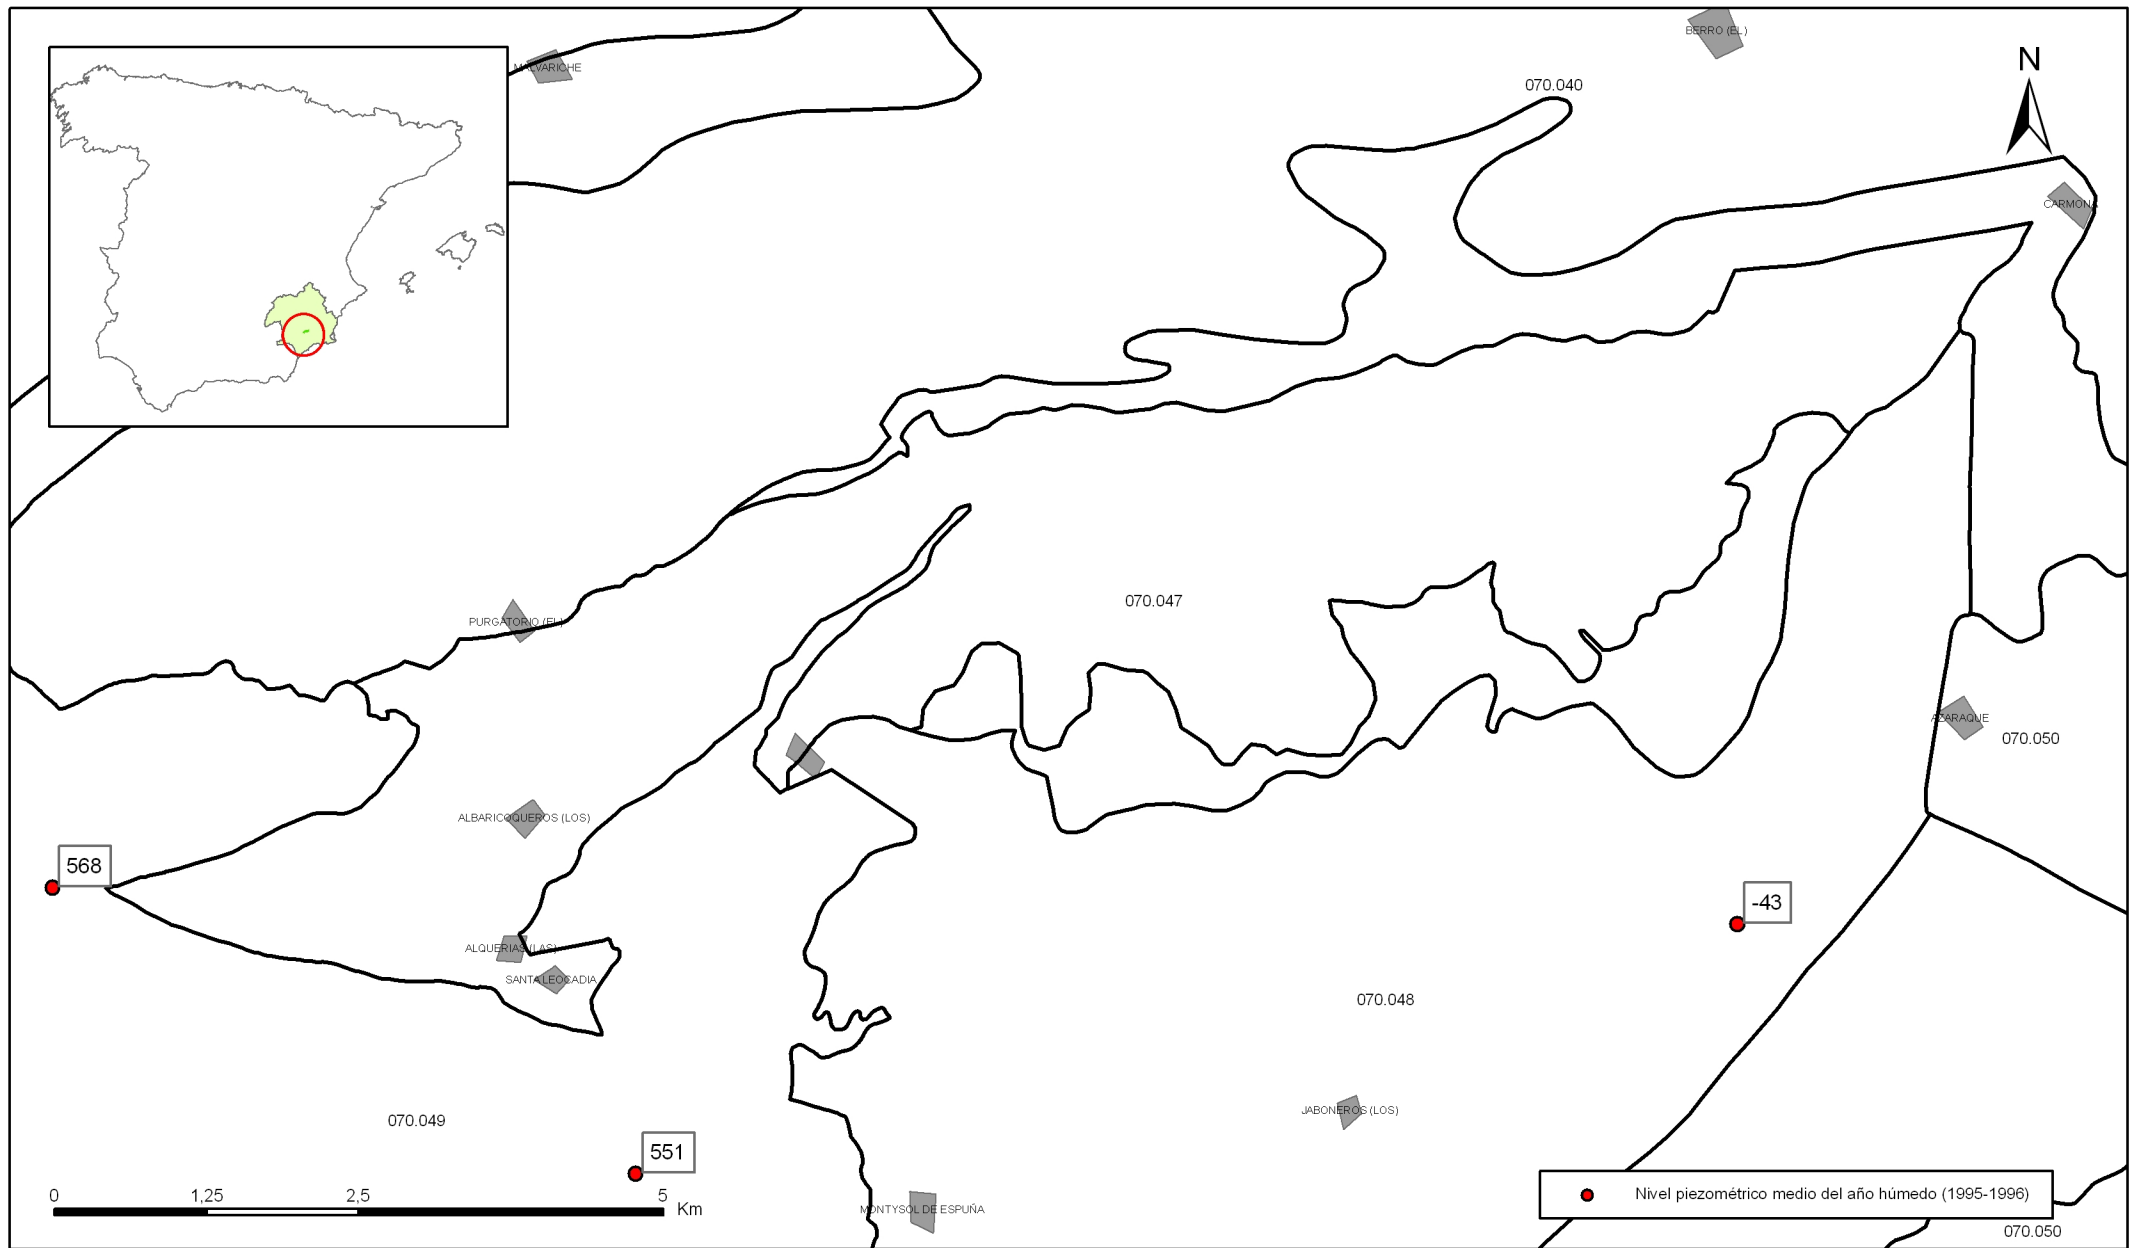 BERRO (EL)
MALVARICHE
N
070.040
CARMONA
070.047
PURGATORIO (EL)
AZARAQUE
070.050
ALBARICOQUEROS (LOS)
568
-43
ALQUERIAS (LAS)
SANTA LEOCADIA
070.048
JABONEROS (LOS)
070.049
551
0 1,25 2,5 5 Km
Nivel piezométrico medio del año húmedo (1995-1996)
MONTYSOL DE ESPUÑA
070.050